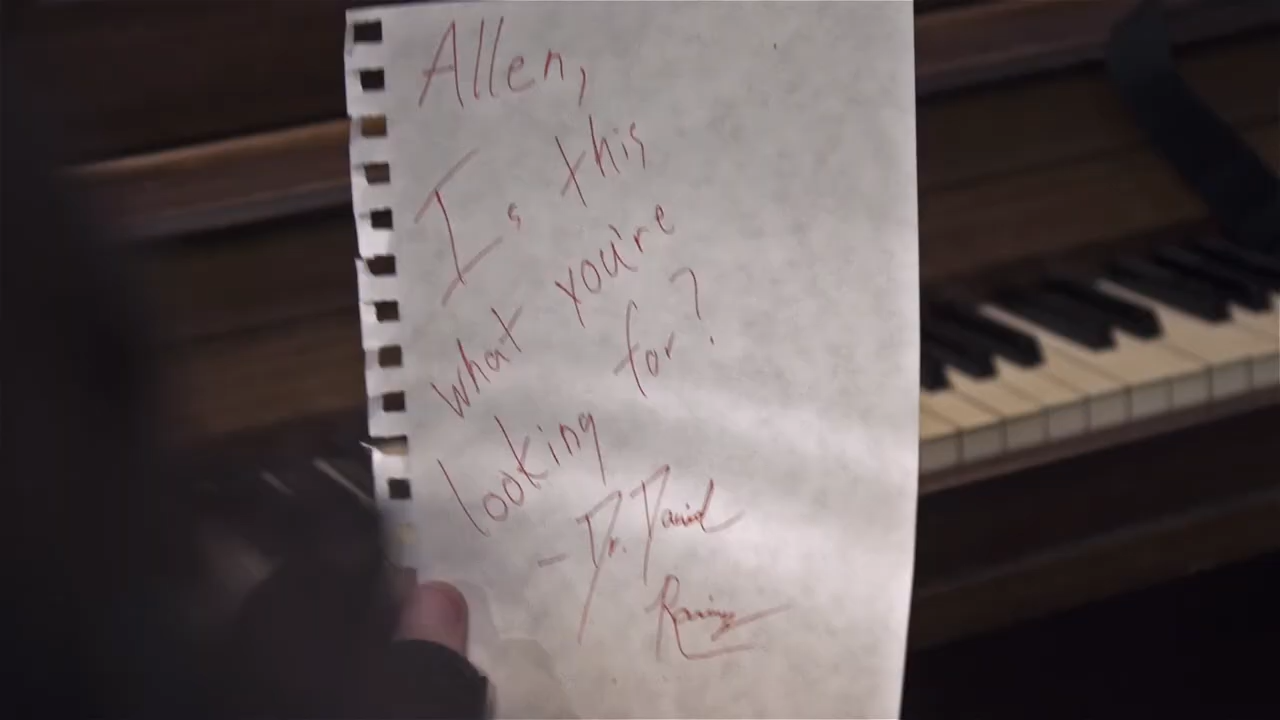 Allen,
Is this
what you're
looking for?
- Dr. David